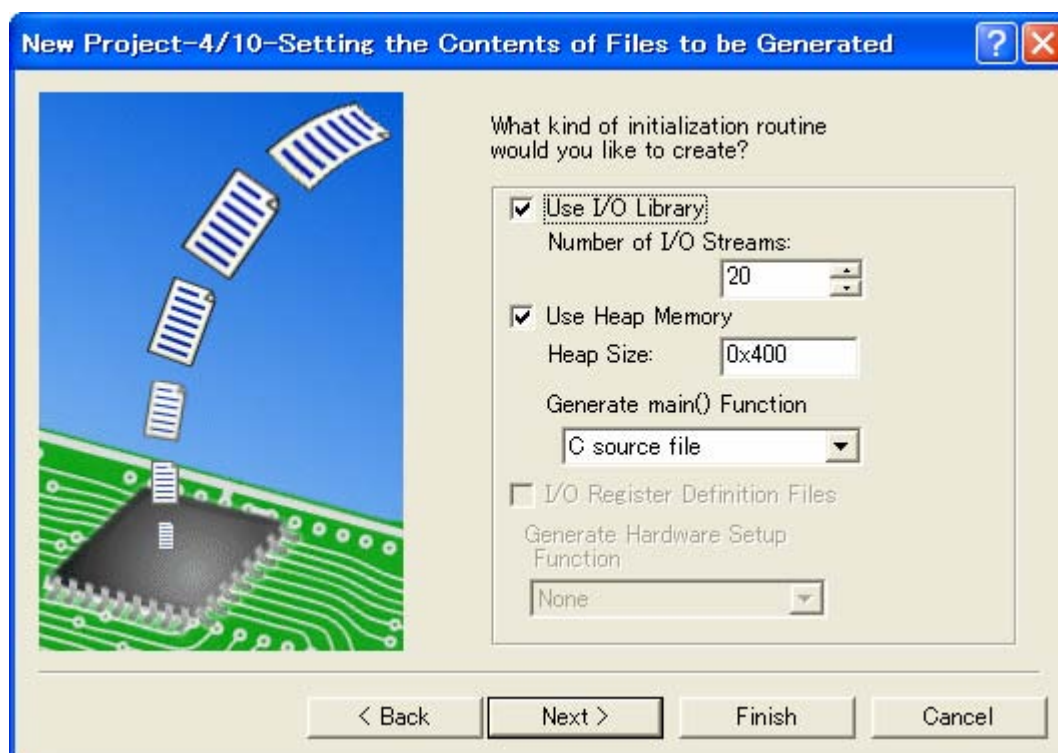 New Project-4/10-Setting the Contents of Files to be Generated
What kind of initialization routine
would you like to create?
Use I/O Library
Number of I/O Streams:
20
Use Heap Memory
Heap Size: 0x400
Generate main() Function
C source file
I/O Register Definition Files
Generate Hardware Setup
Function
None
< Back Next > Finish Cancel